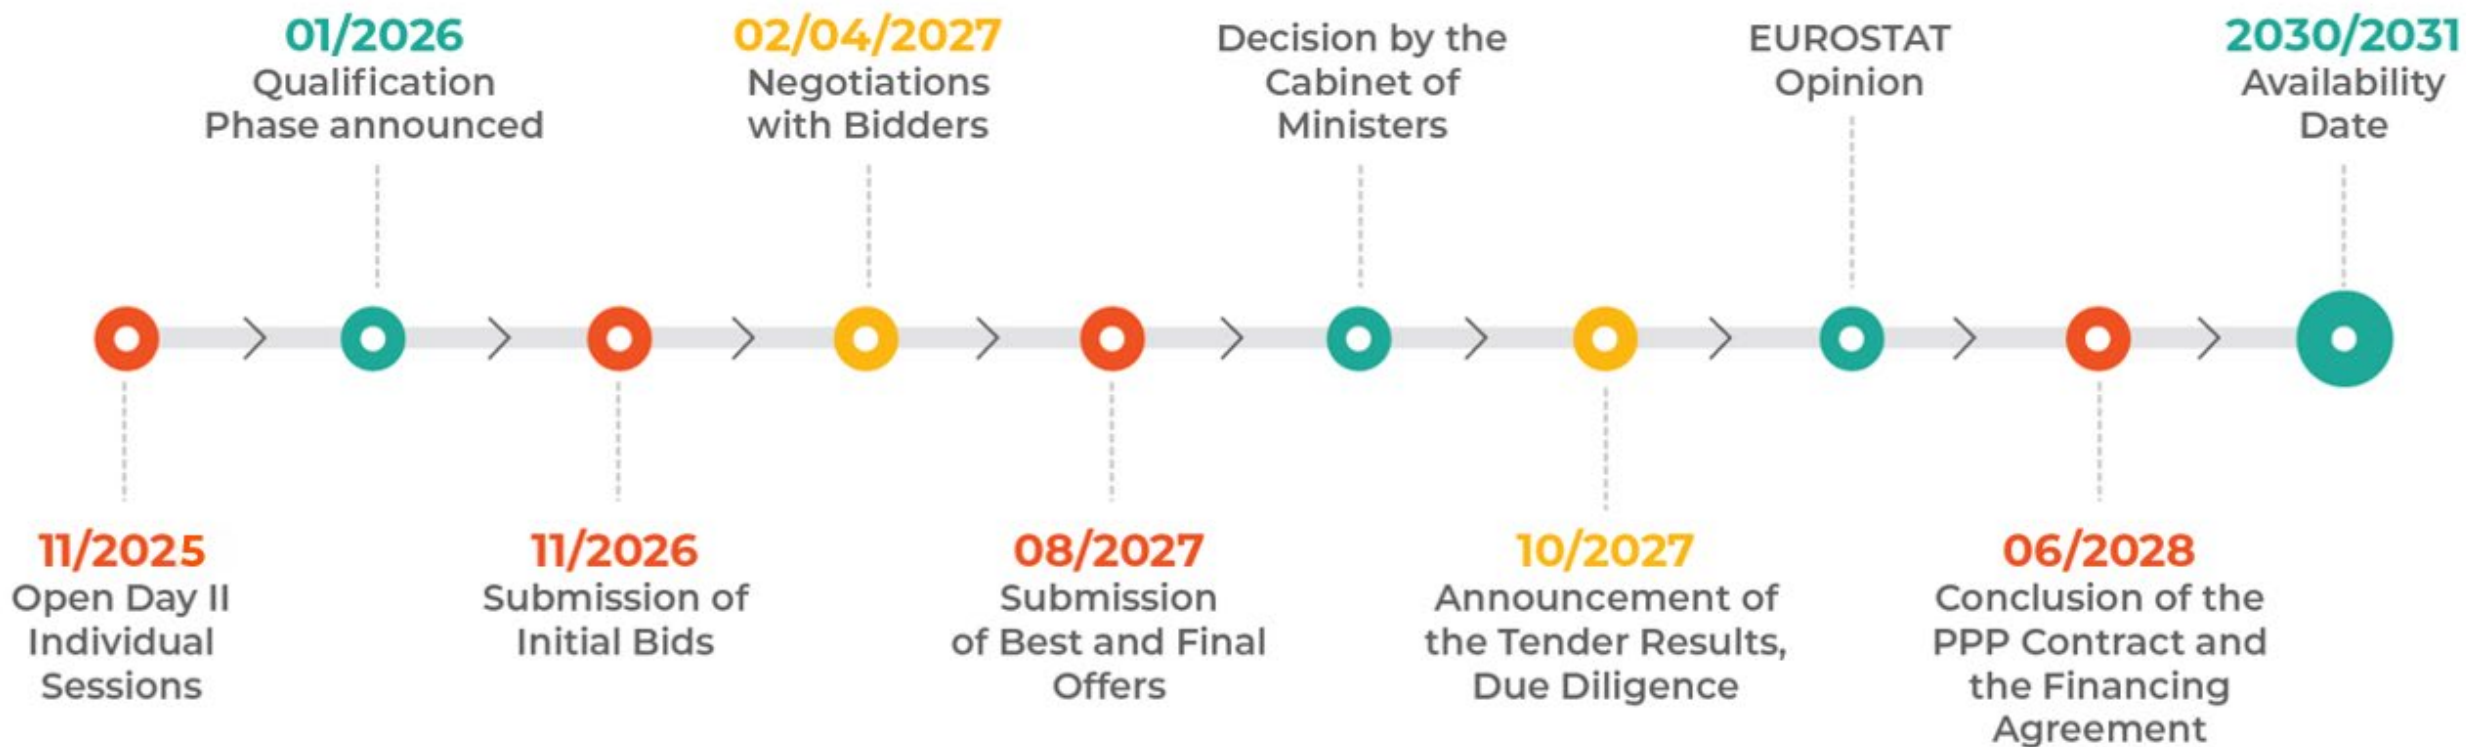 11/2025
Open Day II
Individual
Sessions
01/2026
Qualification
Phase announced
11/2026
Submission of
Initial Bids
02/04/2027
Negotiations
with Bidders
08/2027
Submission
of Best and Final
Offers
Decision by the
Cabinet of
Ministers
10/2027
Announcement of
the Tender Results,
Due Diligence
EUROSTAT
Opinion
06/2028
Conclusion of the
PPP Contract and
the Financing
Agreement
2030/2031
Availability
Date